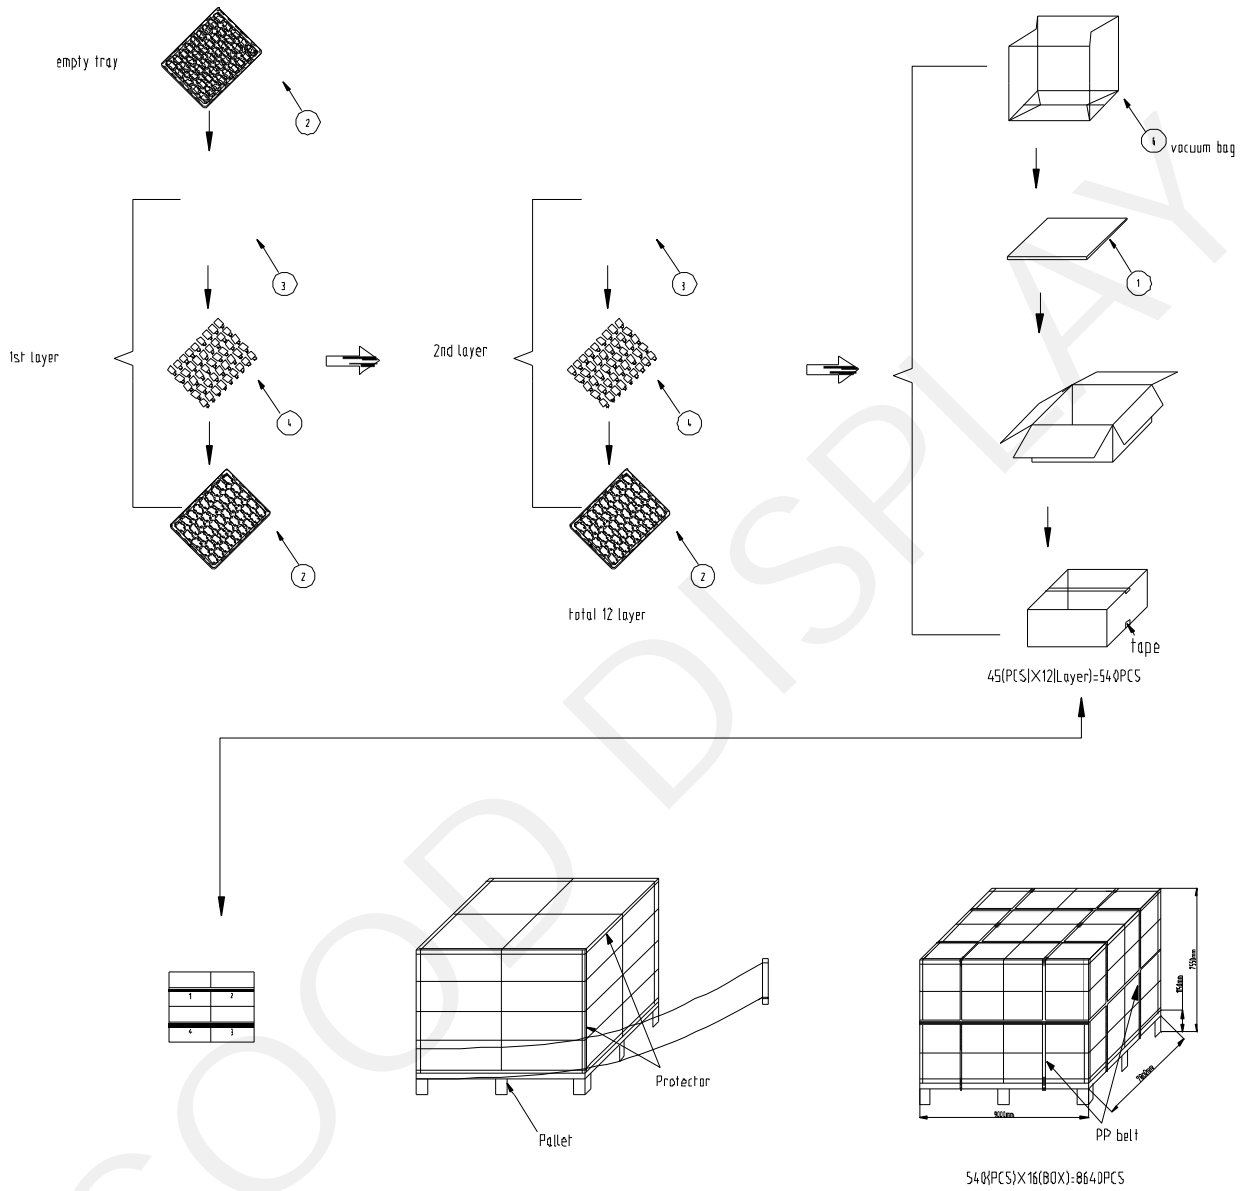 empty tray
2
6
vacuum bag
3
3
1
1st layer
2nd layer
4
4
2
2
total 12 layer
tape
45(PCS)X12(Layer)=540PCS
1 2
4 3
Protector
Pallet
PP belt
540(PCS)X16(BOX)=8640PCS
GOOD DISPLAY